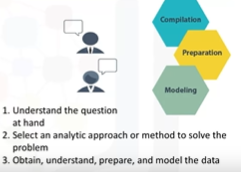 Compilation
Preparation
Modeling
1. Understand the question
at hand
2. Select an analytic approach or method to solve the
problem
3. Obtain, understand, prepare, and model the data